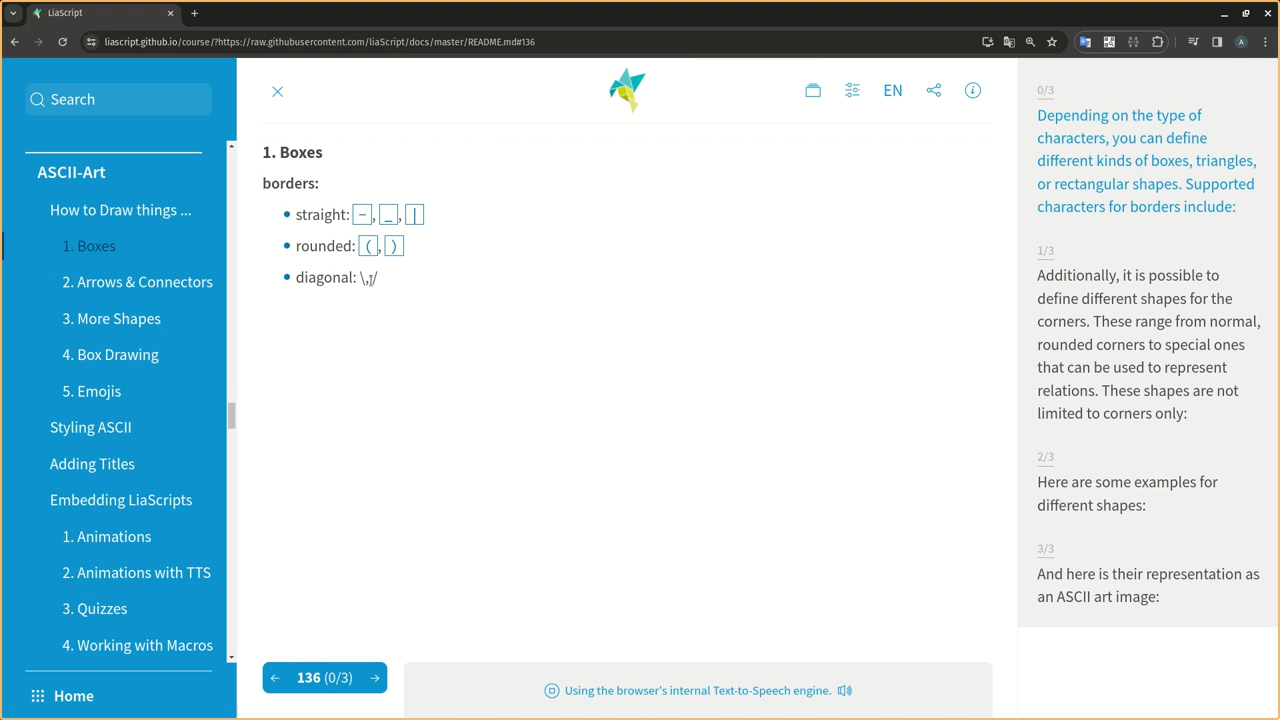 LiaScript
liascript.github.io/course/?https://raw.githubusercontent.com/liaScript/docs/master/README.md#136
A
Search
ASCII-Art
How to Draw things ...
1. Boxes
2. Arrows & Connectors
3. More Shapes
4. Box Drawing
5. Emojis
Styling ASCII
Adding Titles
Embedding LiaScripts
1. Animations
2. Animations with TTS
3. Quizzes
4. Working with Macros
Home
EN
1. Boxes
borders:
straight: -, _, |
rounded: (, )
diagonal: \,/
136 (0/3)
Using the browser's internal Text-to-Speech engine.
0/3
Depending on the type of
characters, you can define
different kinds of boxes, triangles,
or rectangular shapes. Supported
characters for borders include:
1/3
Additionally, it is possible to
define different shapes for the
corners. These range from normal,
rounded corners to special ones
that can be used to represent
relations. These shapes are not
limited to corners only:
2/3
Here are some examples for
different shapes:
3/3
And here is their representation as
an ASCII art image: